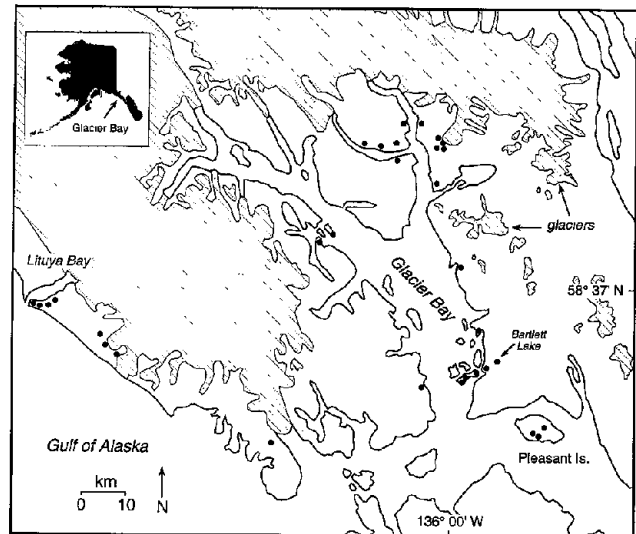 Glacier Bay
glaciers
Lituya Bay
Glacier Bay
58° 37' N
Bartlett
Lake
Gulf of Alaska
Pleasant Is.
km
0 10
N
136° 00' W